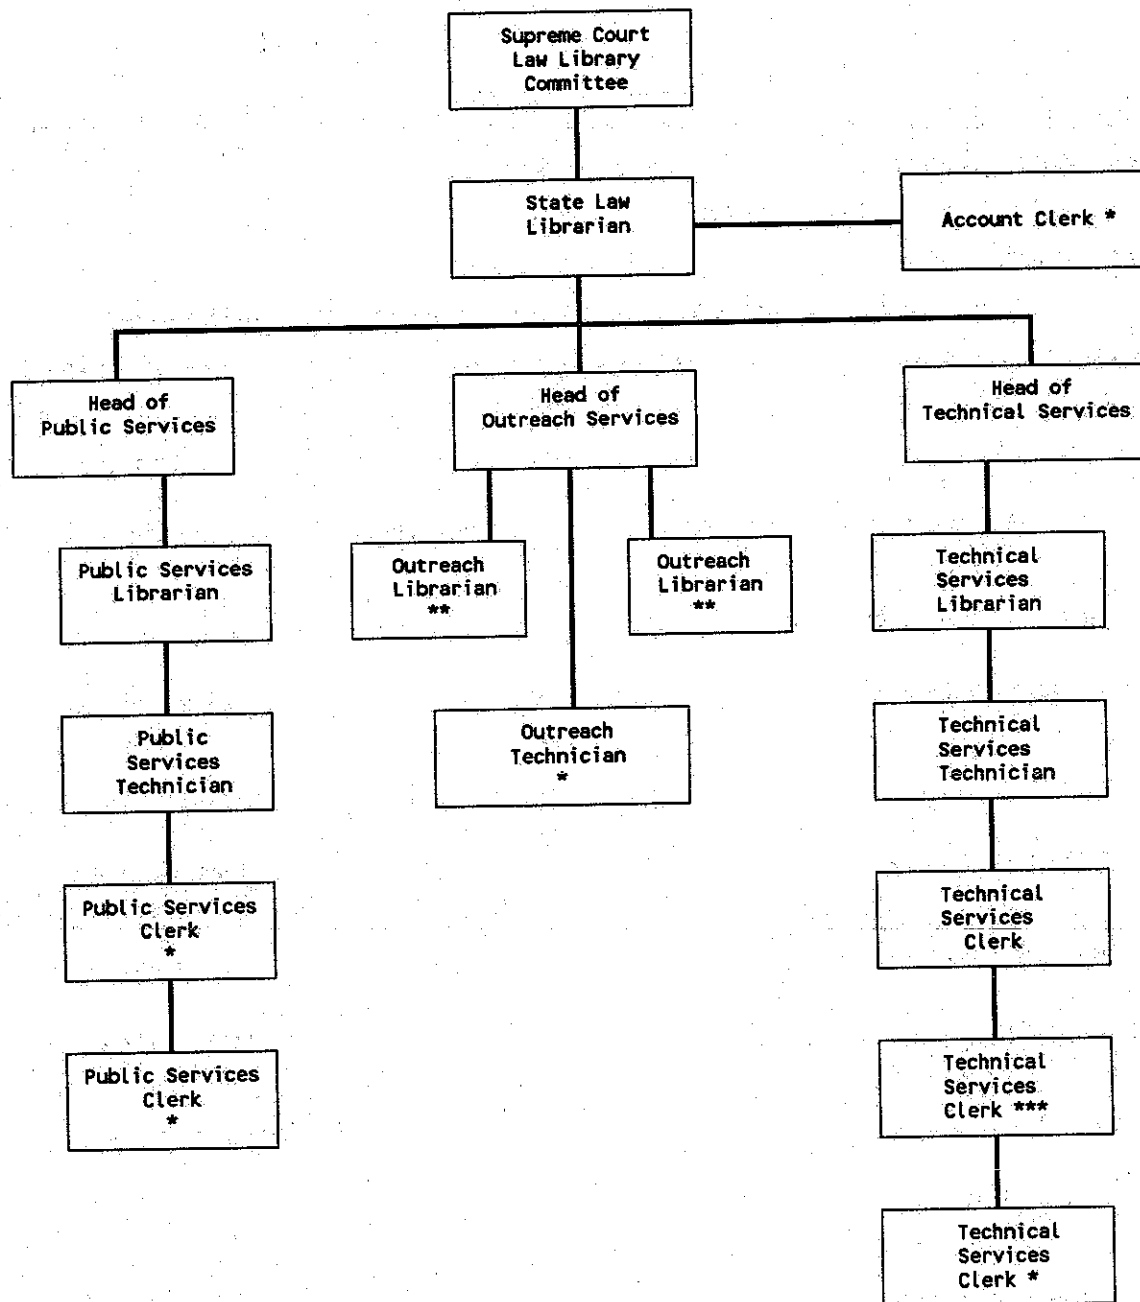 Supreme Court
Law Library
Committee
State Law
Librarian
Account Clerk *
Head of
Public Services
Head of
Outreach Services
Head of
Technical Services
Public Services
Librarian
Outreach
Librarian
**
Outreach
Librarian
**
Technical
Services
Librarian
Public
Services
Technician
Outreach
Technician
*
Technical
Services
Technician
Public Services
Clerk
*
Technical
Services
Clerk
Public Services
Clerk
*
Technical
Services
Clerk ***
Technical
Services
Clerk *